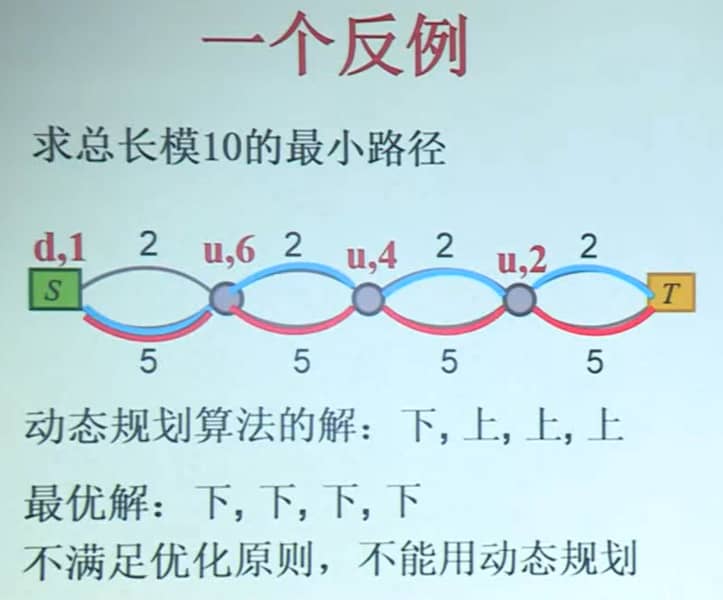 一个反例
求总长模10的最小路径
d,1 2 u,6 2 u,4 2 u,2 2
S T
5 5 5 5
动态规划算法的解：下, 上, 上, 上
最优解：下, 下, 下, 下
不满足优化原则，不能用动态规划